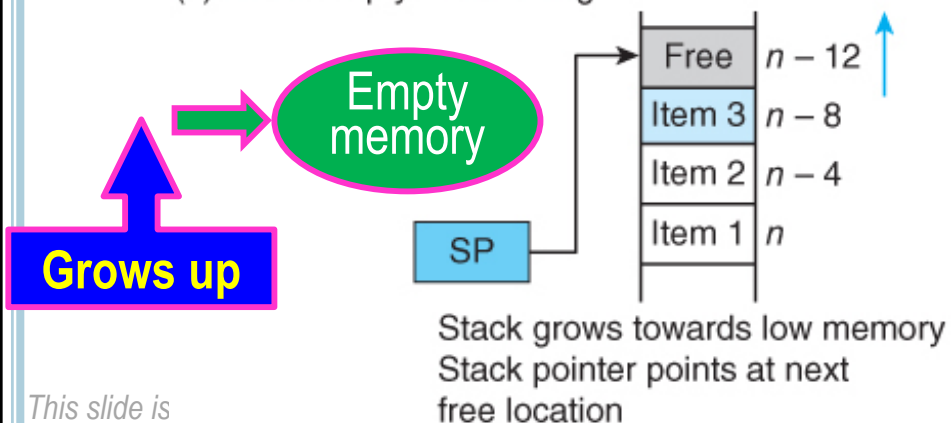 Free n – 12
Empty
memory
Item 3 n – 8
Item 2 n – 4
Item 1 n
SP
Grows up
Stack grows towards low memory
Stack pointer points at next
free location
This slide is